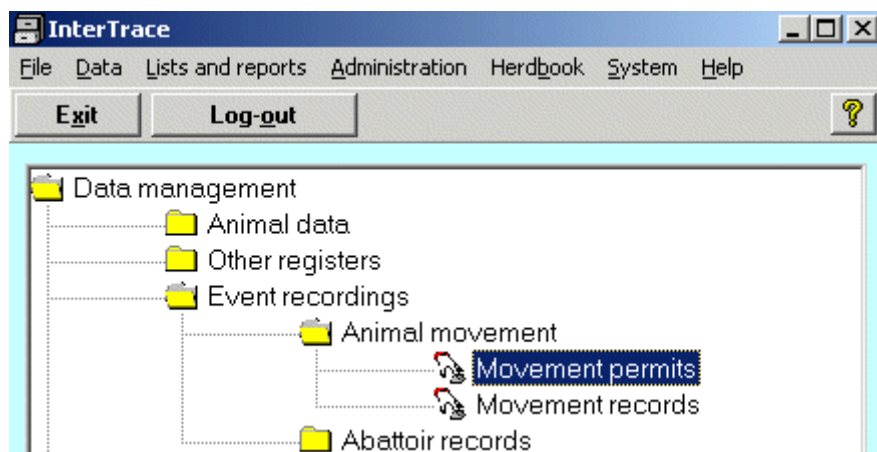 InterTrace
File Data Lists and reports Administration Herdbook System Help
Exit Log-out ?
Data management
Animal data
Other registers
Event recordings
Animal movement
Movement permits
Movement records
Abattoir records